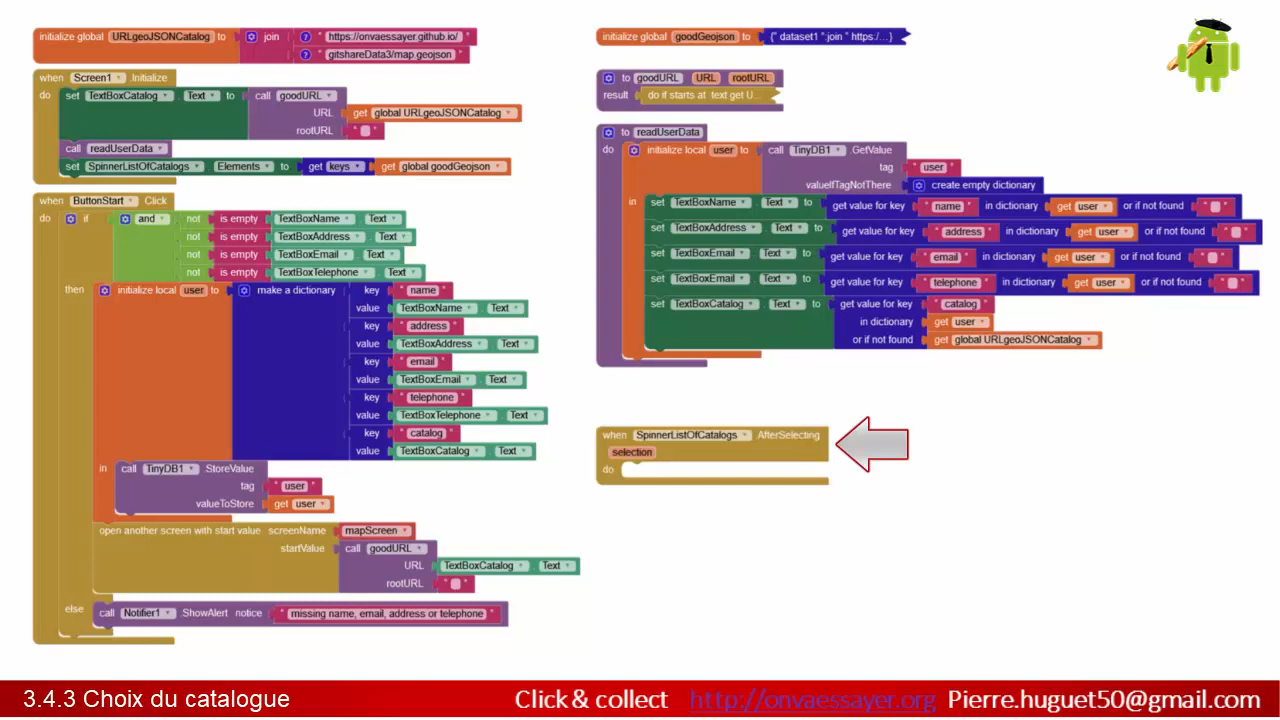 initialize global URLgeoJSONCatalog to join " https://onvaessayer.github.io/ "
" gitshareData3/map.geojson "
when Screen1 .Initialize
do set TextBoxCatalog . Text to call goodURL
URL get global URLgeoJSONCatalog
rootURL " "
call readUserData
set SpinnerListOfCatalogs . Elements to get keys get global goodGeojson
when ButtonStart .Click
do if and not is empty TextBoxName . Text
not is empty TextBoxAddress . Text
not is empty TextBoxEmail . Text
not is empty TextBoxTelephone . Text
then initialize local user to make a dictionary key " name "
value TextBoxName . Text
key " address "
value TextBoxAddress . Text
key " email "
value TextBoxEmail . Text
key " telephone "
value TextBoxTelephone . Text
key " catalog "
value TextBoxCatalog . Text
in call TinyDB1 .StoreValue
tag " user "
valueToStore get user
open another screen with start value screenName mapScreen
startValue call goodURL
URL TextBoxCatalog . Text
rootURL " "
else call Notifier1 .ShowAlert notice " missing name, email, address or telephone "
initialize global goodGeojson to {" dataset1 ":join " https:/…}
to goodURL URL rootURL
result do if starts at text get U...
to readUserData
do initialize local user to call TinyDB1 .GetValue
tag " user "
valueIfTagNotThere create empty dictionary
in set TextBoxName . Text to get value for key " name " in dictionary get user or if not found " "
set TextBoxAddress . Text to get value for key " address " in dictionary get user or if not found " "
set TextBoxEmail . Text to get value for key " email " in dictionary get user or if not found " "
set TextBoxEmail . Text to get value for key " telephone " in dictionary get user or if not found " "
set TextBoxCatalog . Text to get value for key " catalog "
in dictionary get user
or if not found get global URLgeoJSONCatalog
when SpinnerListOfCatalogs .AfterSelecting
selection
do
3.4.3 Choix du catalogue Click & collect http://onvaessayer.org Pierre.huguet50@gmail.com